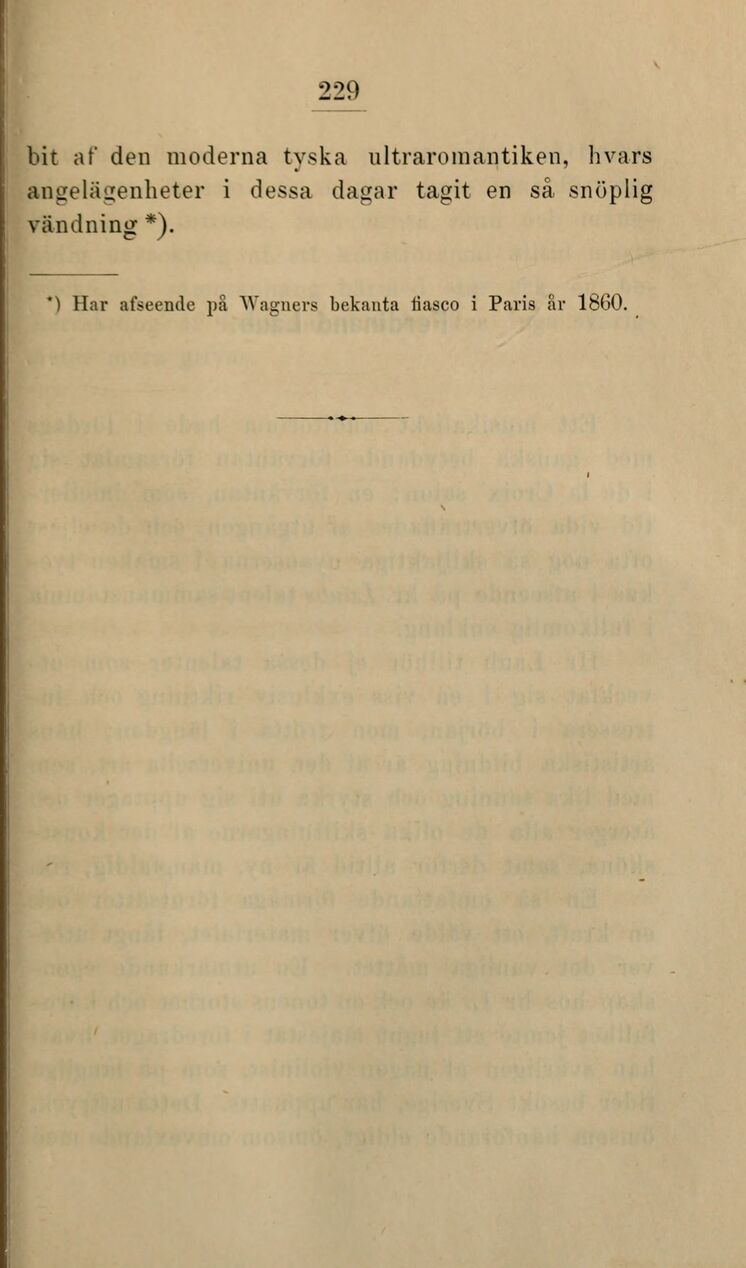 229
bit af den moderna tyska ultraromantiken, hvars
angelägenheter i dessa dagar tagit en så snöplig
vändning *).
*) Har afseende på Wagners bekanta fiasco i Paris år 1860.